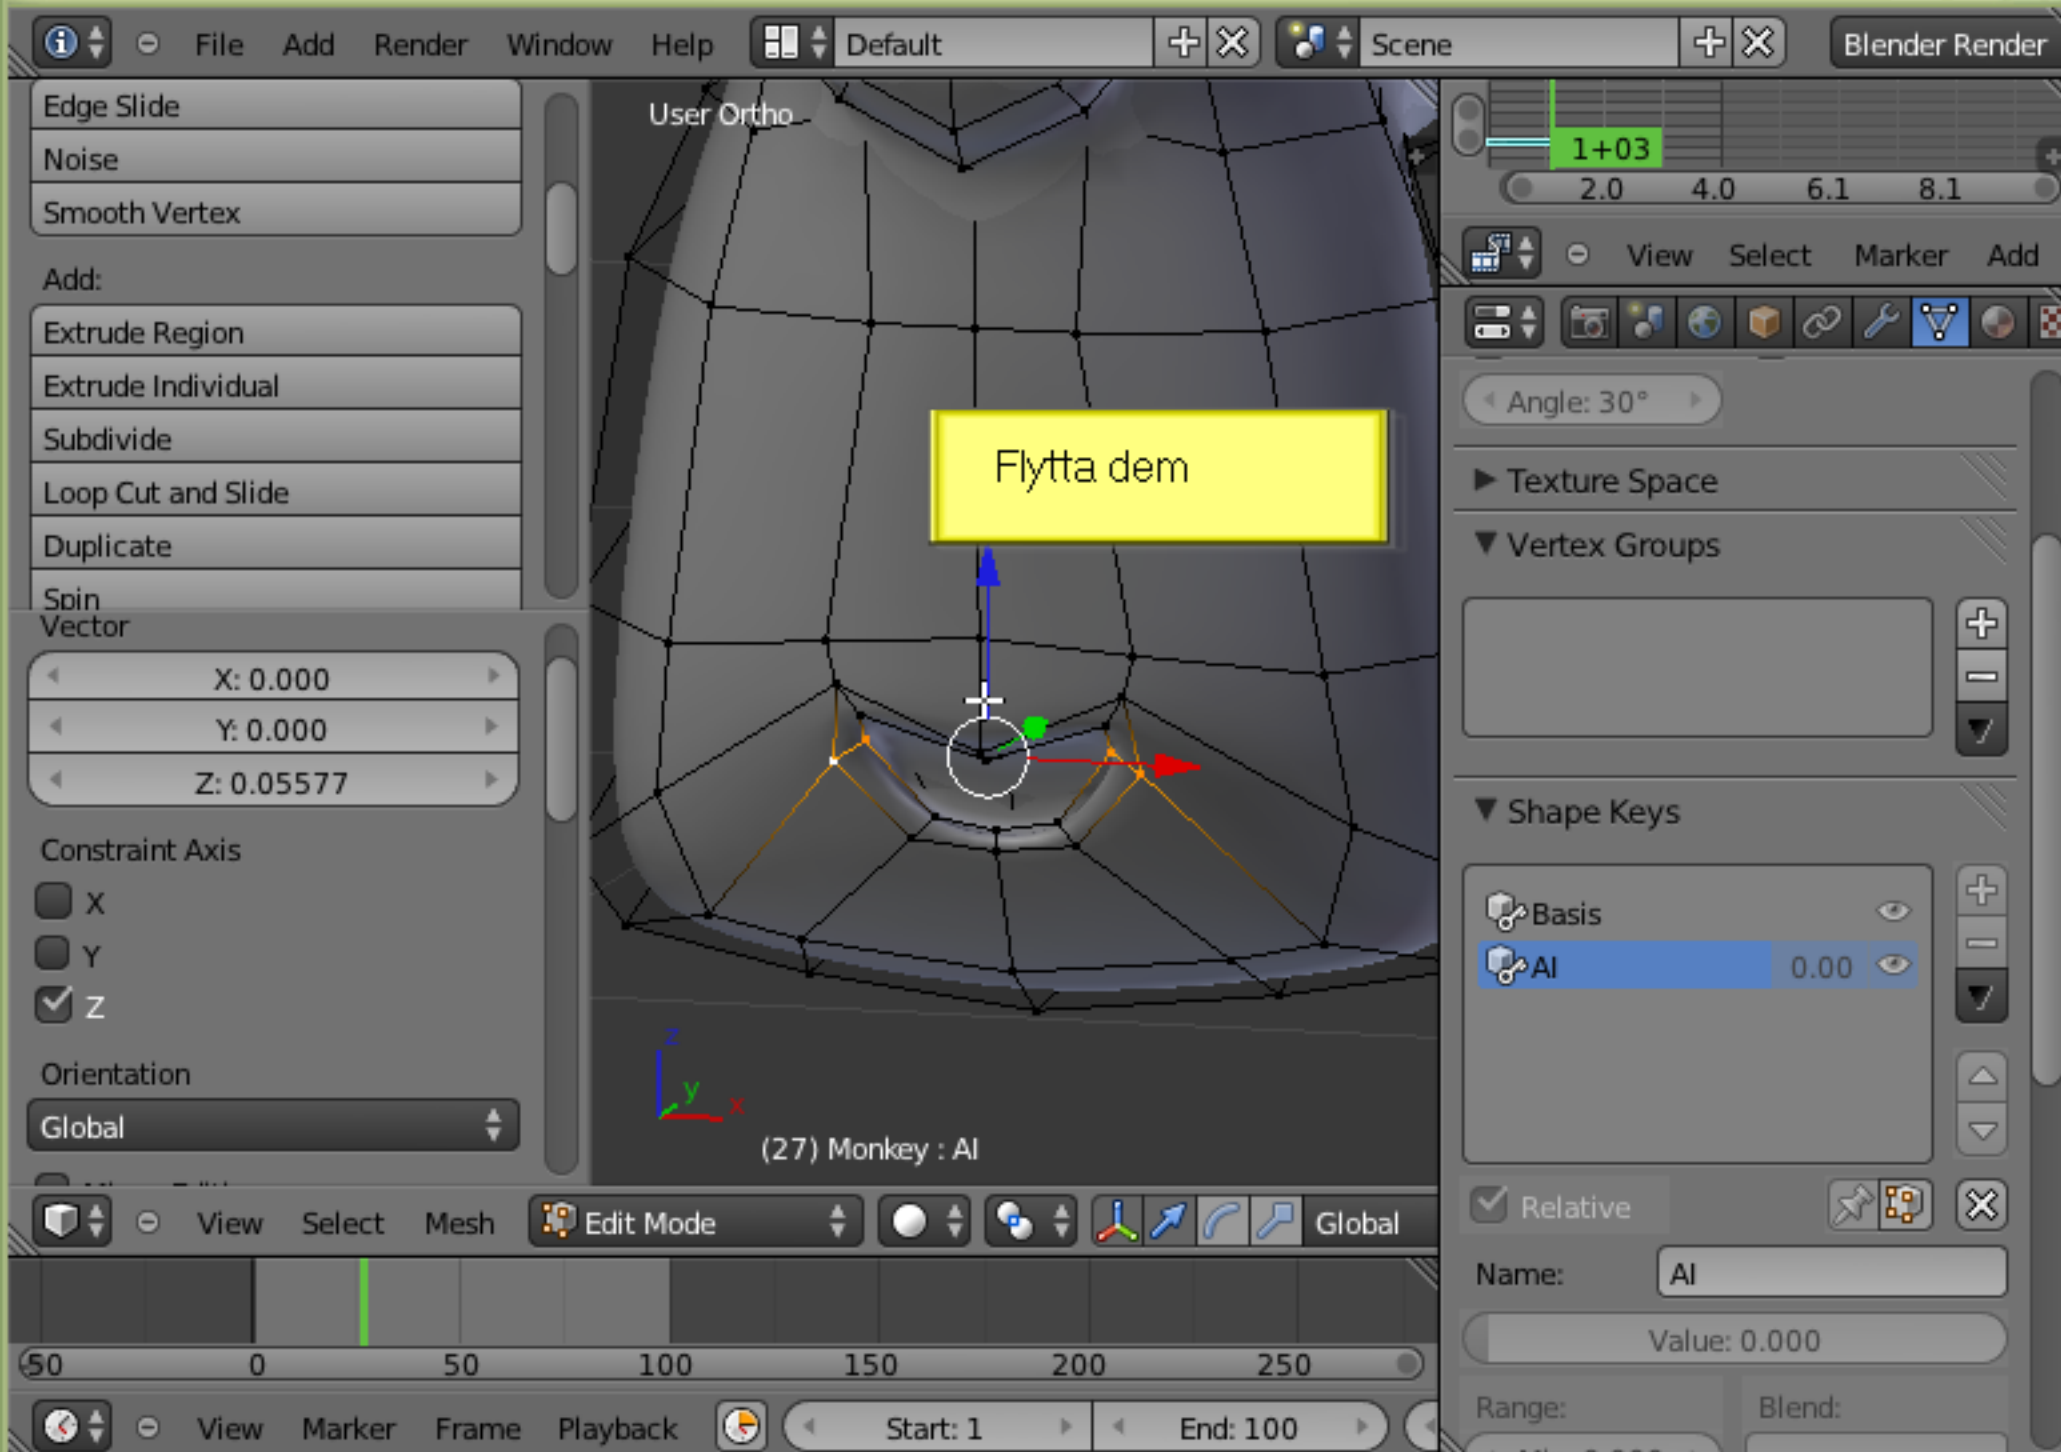 File Add Render Window Help Default Scene Blender Render
Edge Slide
Noise
Smooth Vertex
Add:
Extrude Region
Extrude Individual
Subdivide
Loop Cut and Slide
Duplicate
Spin
Vector
X: 0.000
Y: 0.000
Z: 0.05577
Constraint Axis
X
Y
Z
Orientation
Global
User Ortho
Flytta dem
z
y
x
(27) Monkey : AI
View Select Mesh Edit Mode Global
-50 0 50 100 150 200 250
View Marker Frame Playback Start: 1 End: 100
1+03
2.0 4.0 6.1 8.1
View Select Marker Add
Angle: 30°
Texture Space
Vertex Groups
Shape Keys
Basis
AI 0.00
Relative
Name: AI
Value: 0.000
Range: Blend: